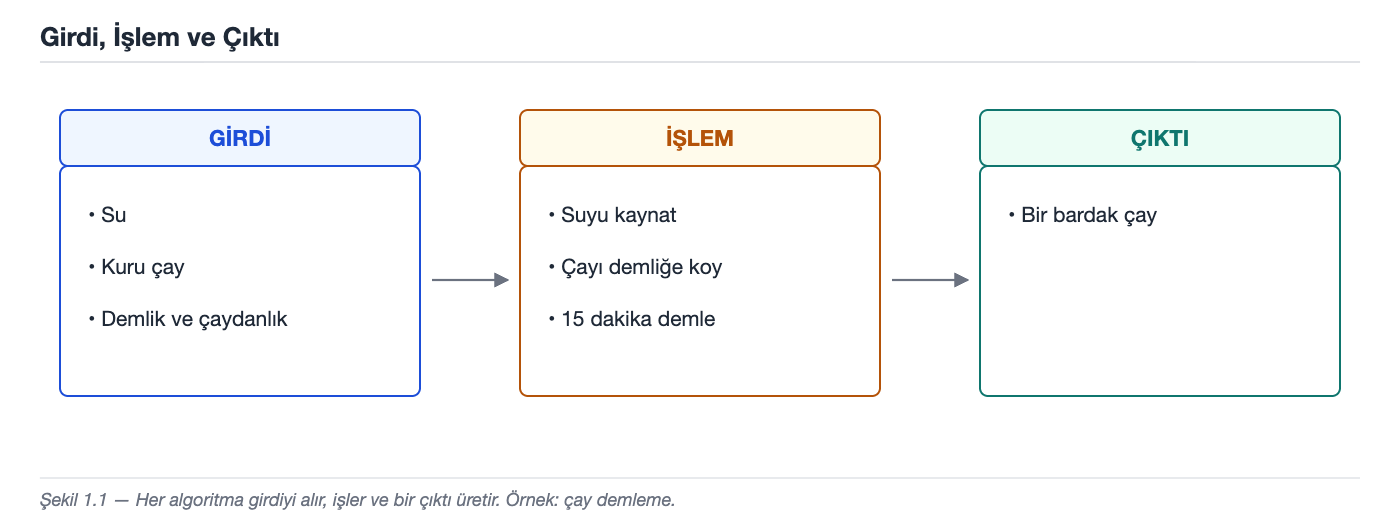 Girdi, İşlem ve Çıktı
GİRDİ
• Su
• Kuru çay
• Demlik ve çaydanlık
İŞLEM
• Suyu kaynat
• Çayı demliğe koy
• 15 dakika demle
ÇIKTI
• Bir bardak çay
Şekil 1.1 — Her algoritma girdiyi alır, işler ve bir çıktı üretir. Örnek: çay demleme.